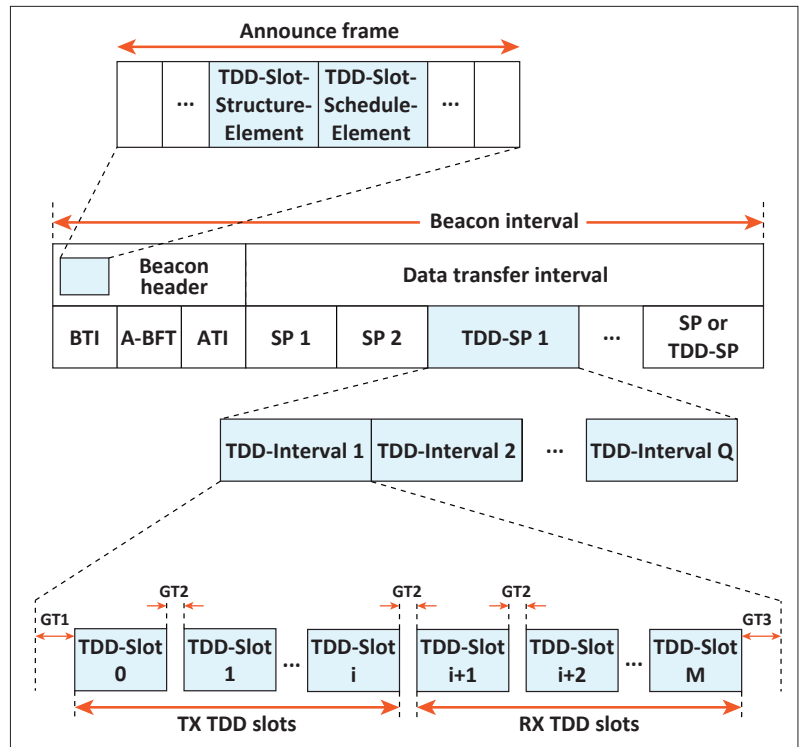 Announce frame
...
TDD-Slot-
Structure-
Element
TDD-Slot-
Schedule-
Element
...
Beacon interval
Beacon
header
Data transfer interval
BTI
A-BFT
ATI
SP 1
SP 2
TDD-SP 1
...
SP or
TDD-SP
TDD-Interval 1
TDD-Interval 2
...
TDD-Interval Q
GT1
GT2
GT2
GT2
GT3
TDD-Slot
0
TDD-Slot
1
...
TDD-Slot
i
TDD-Slot
i+1
TDD-Slot
i+2
...
TDD-Slot
M
TX TDD slots
RX TDD slots